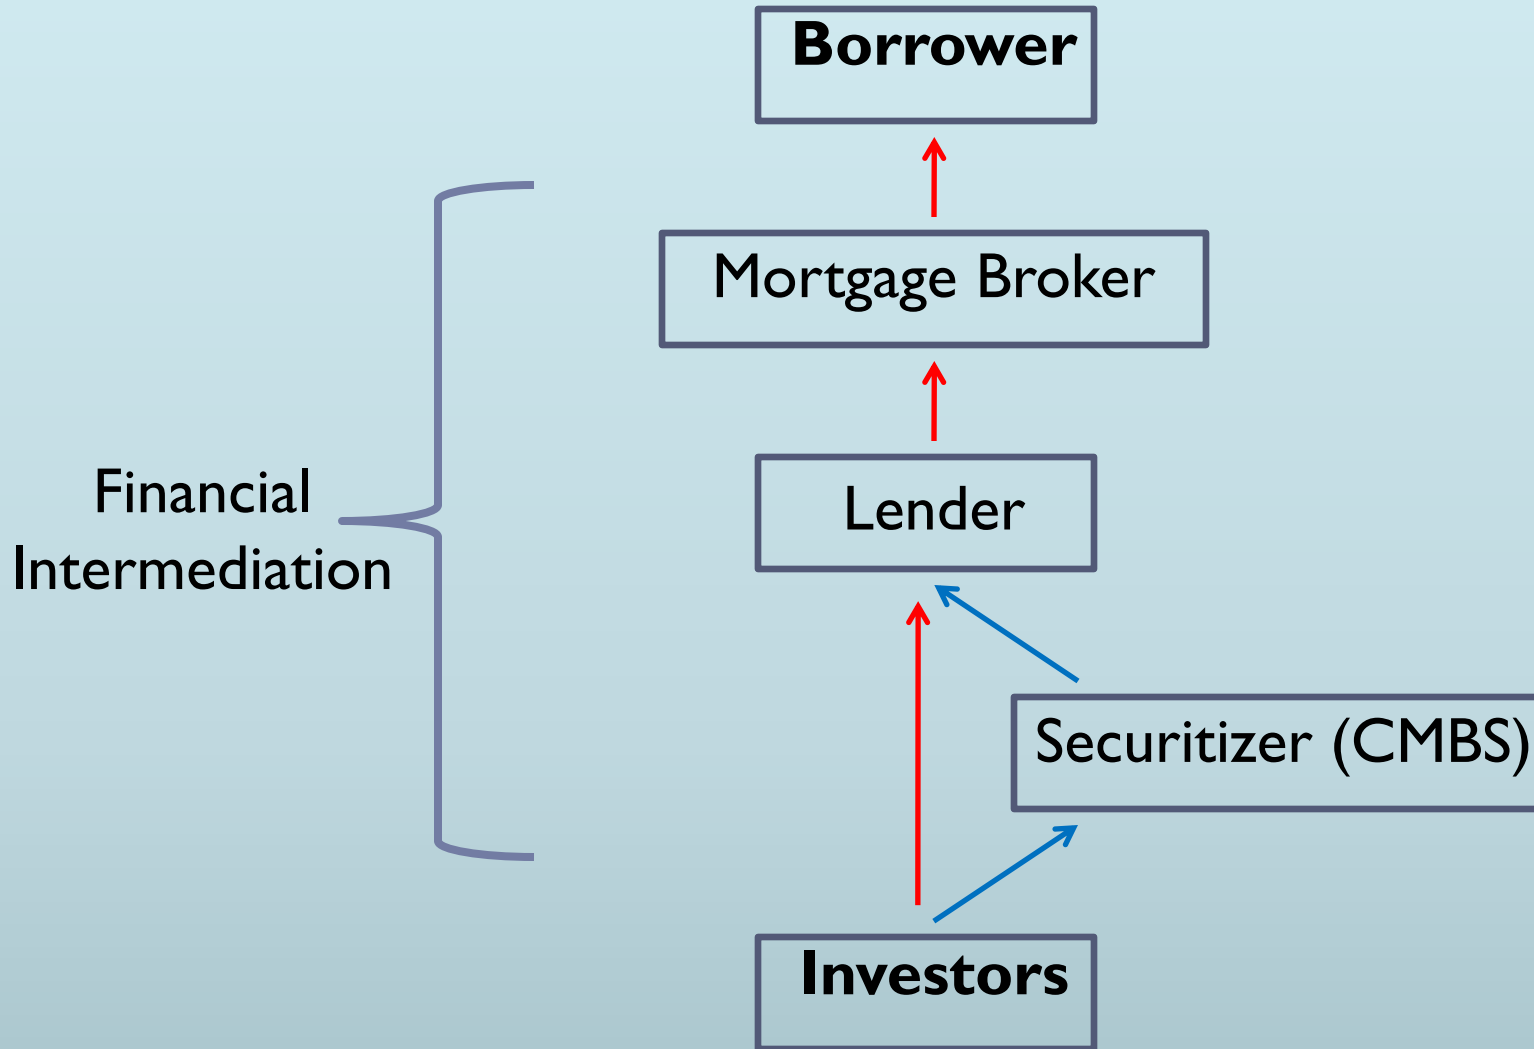 Borrower
Mortgage Broker
Financial
Intermediation
Lender
Securitizer (CMBS)
Investors